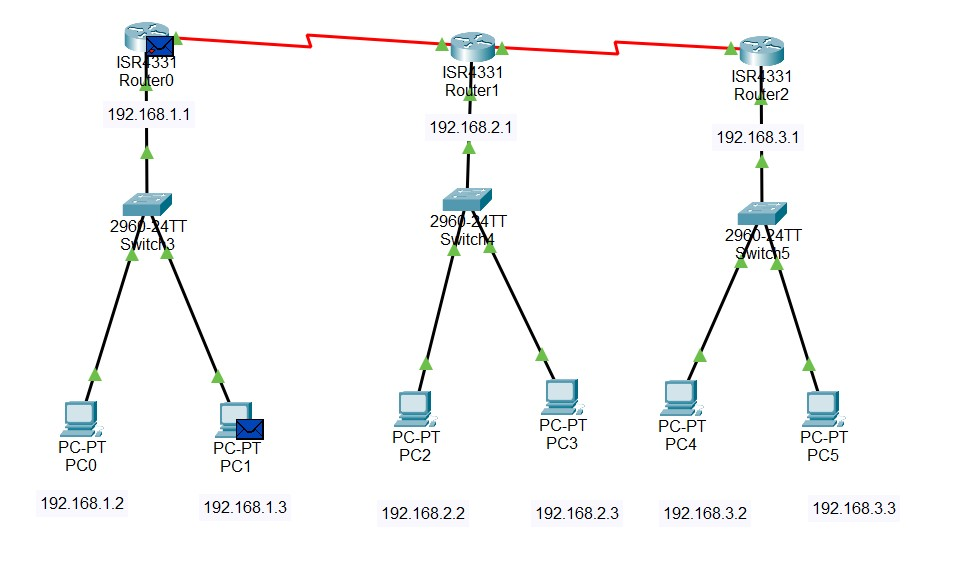 ISR4331
Router0
192.168.1.1
ISR4331
Router1
192.168.2.1
ISR4331
Router2
192.168.3.1
2960-24TT
Switch3
2960-24TT
Switch4
2960-24TT
Switch5
PC-PT
PC0
PC-PT
PC1
PC-PT
PC2
PC-PT
PC3
PC-PT
PC4
PC-PT
PC5
192.168.1.2
192.168.1.3
192.168.2.2
192.168.2.3
192.168.3.2
192.168.3.3